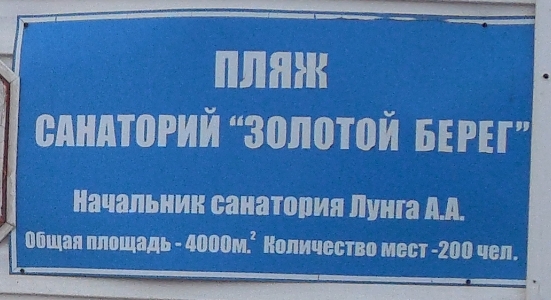 ПЛЯЖ
САНАТОРИЙ "ЗОЛОТОЙ БЕРЕГ"
Начальник санатория Лунга А.А.
Общая площадь - 4000м.² Количество мест -200 чел.